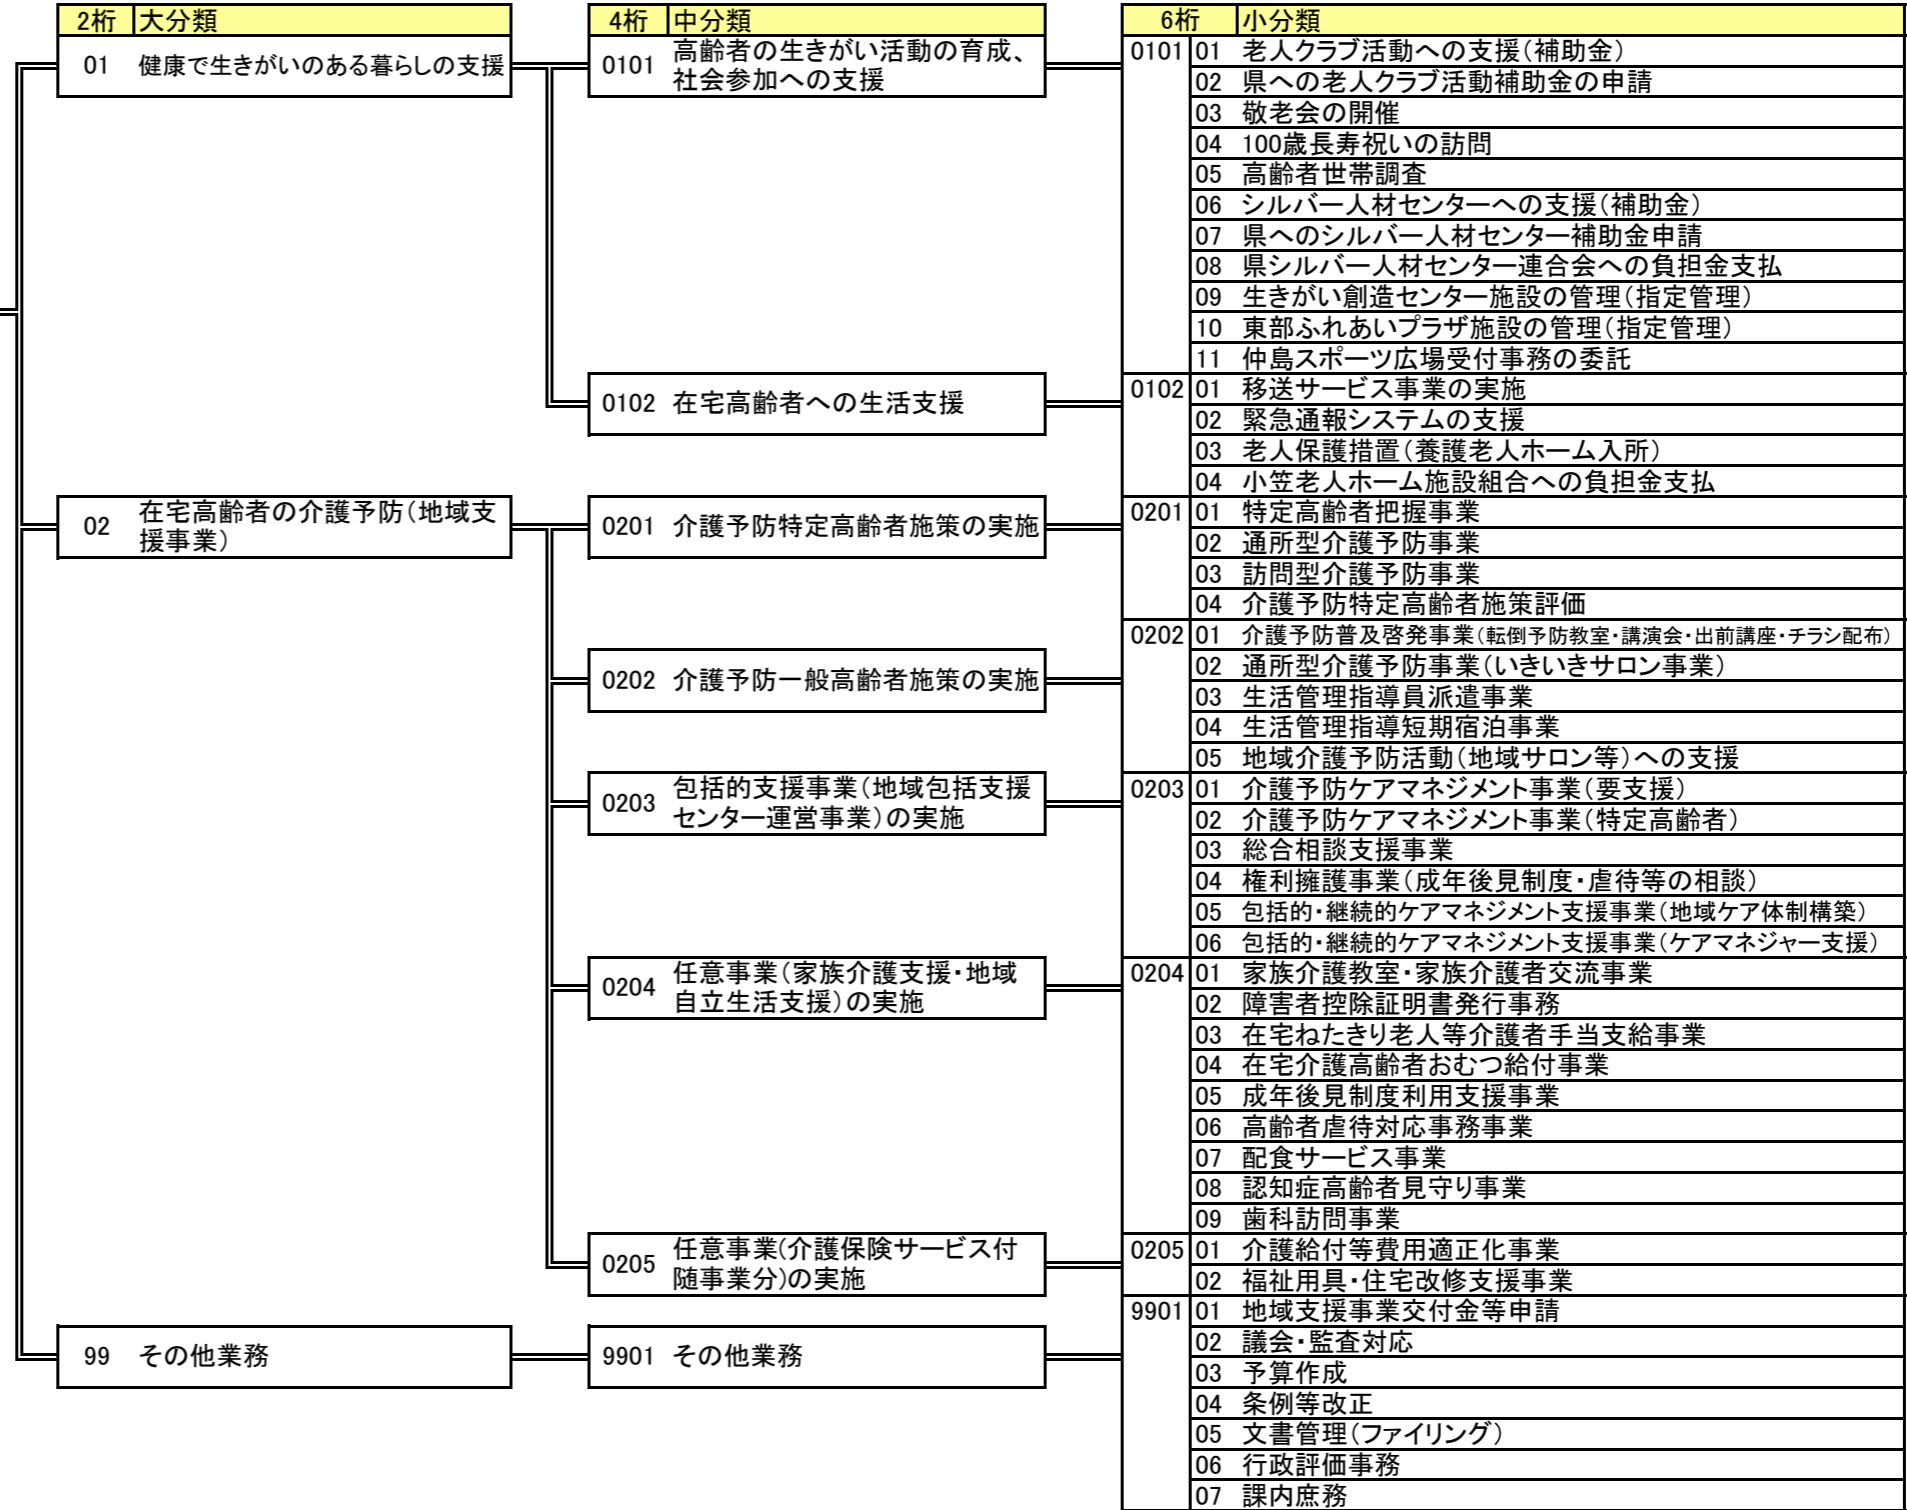 2桁 大分類 4桁 中分類 6桁 小分類
01 健康で生きがいのある暮らしの支援
0101 高齢者の生きがい活動の育成、
社会参加への支援
0101 01 老人クラブ活動への支援(補助金)
02 県への老人クラブ活動補助金の申請
03 敬老会の開催
04 100歳長寿祝いの訪問
05 高齢者世帯調査
06 シルバー人材センターへの支援(補助金)
07 県へのシルバー人材センター補助金申請
08 県シルバー人材センター連合会への負担金支払
09 生きがい創造センター施設の管理(指定管理)
10 東部ふれあいプラザ施設の管理(指定管理)
11 仲島スポーツ広場受付事務の委託
0102 在宅高齢者への生活支援
0102 01 移送サービス事業の実施
02 緊急通報システムの支援
03 老人保護措置(養護老人ホーム入所)
04 小笠老人ホーム施設組合への負担金支払
02 在宅高齢者の介護予防(地域支
援事業)
0201 介護予防特定高齢者施策の実施
0201 01 特定高齢者把握事業
02 通所型介護予防事業
03 訪問型介護予防事業
04 介護予防特定高齢者施策評価
0202 介護予防一般高齢者施策の実施
0202 01 介護予防普及啓発事業(転倒予防教室・講演会・出前講座・チラシ配布)
02 通所型介護予防事業(いきいきサロン事業)
03 生活管理指導員派遣事業
04 生活管理指導短期宿泊事業
05 地域介護予防活動(地域サロン等)への支援
0203 包括的支援事業(地域包括支援
センター運営事業)の実施
0203 01 介護予防ケアマネジメント事業(要支援)
02 介護予防ケアマネジメント事業(特定高齢者)
03 総合相談支援事業
04 権利擁護事業(成年後見制度・虐待等の相談)
05 包括的・継続的ケアマネジメント支援事業(地域ケア体制構築)
06 包括的・継続的ケアマネジメント支援事業(ケアマネジャー支援)
0204 任意事業(家族介護支援・地域
自立生活支援)の実施
0204 01 家族介護教室・家族介護者交流事業
02 障害者控除証明書発行事務
03 在宅ねたきり老人等介護者手当支給事業
04 在宅介護高齢者おむつ給付事業
05 成年後見制度利用支援事業
06 高齢者虐待対応事務事業
07 配食サービス事業
08 認知症高齢者見守り事業
09 歯科訪問事業
0205 任意事業(介護保険サービス付
随事業分)の実施
0205 01 介護給付等費用適正化事業
02 福祉用具・住宅改修支援事業
99 その他業務
9901 その他業務
9901 01 地域支援事業交付金等申請
02 議会・監査対応
03 予算作成
04 条例等改正
05 文書管理(ファイリング)
06 行政評価事務
07 課内庶務